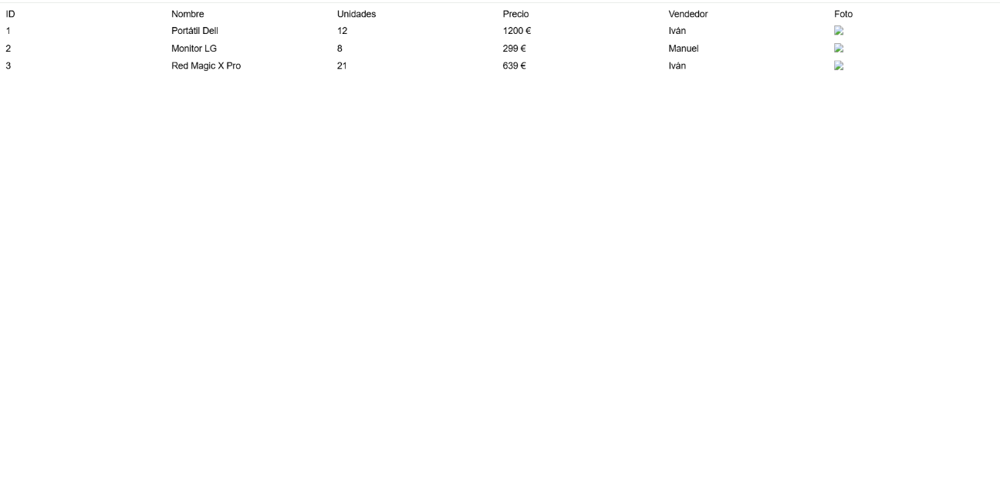 ID Nombre Unidades Precio Vendedor Foto
1 Portátil Dell 12 1200 € Iván
2 Monitor LG 8 299 € Manuel
3 Red Magic X Pro 21 639 € Iván